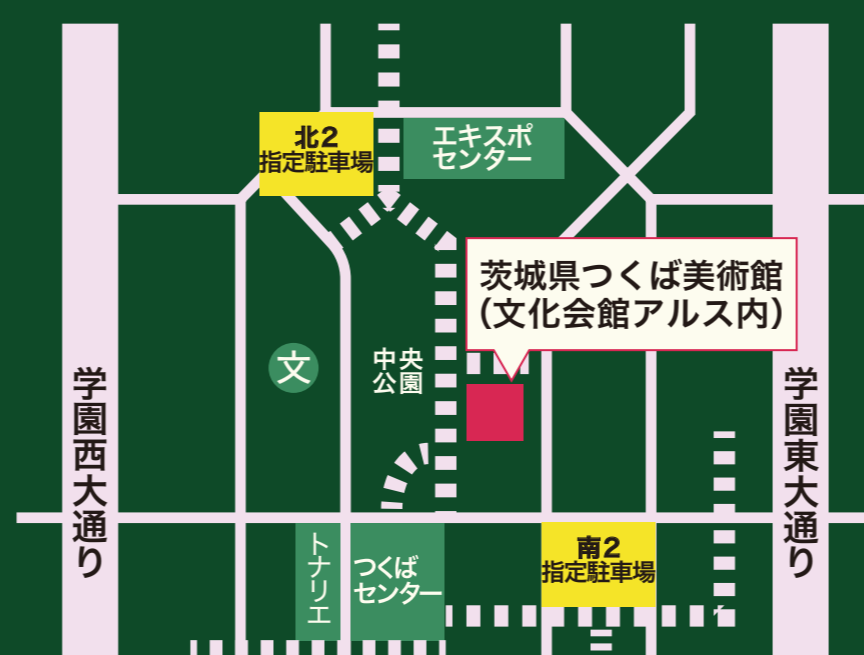 北2
指定駐車場
エキスポ
センター
茨城県つくば美術館
(文化会館アルス内)
文
中央
公園
学園西大通り
学園東大通り
トナリエ
つくば
センター
南2
指定駐車場